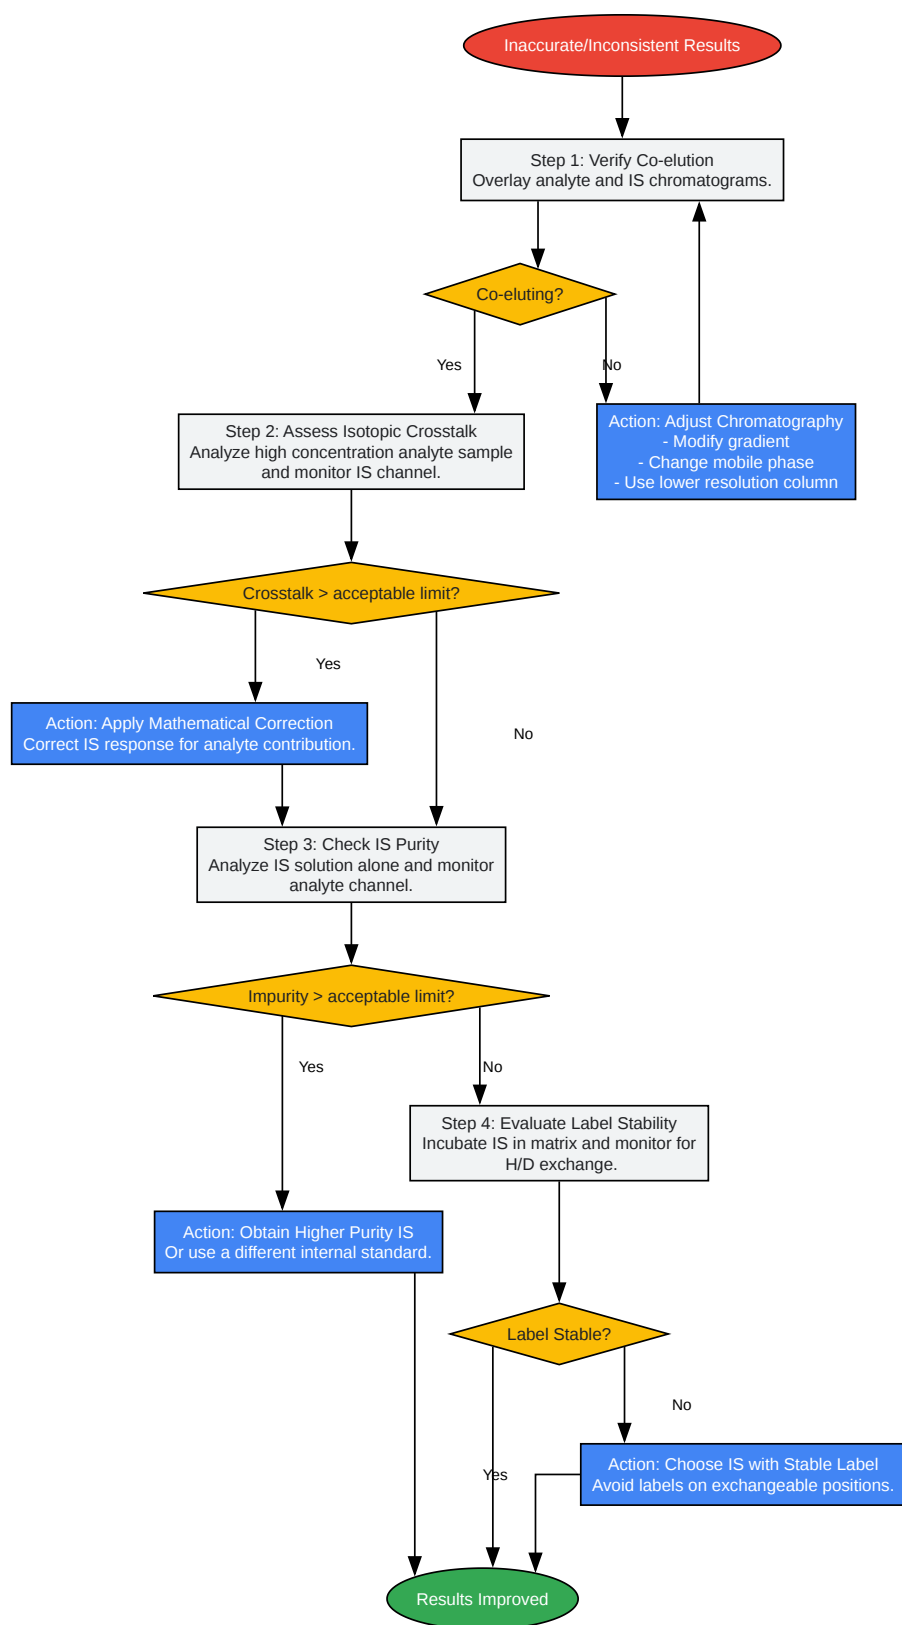 Inaccurate/Inconsistent Results
Step 1: Verify Co-elution
Overlay analyte and IS chromatograms.
Co-eluting?
Yes
No
Action: Adjust Chromatography
- Modify gradient
- Change mobile phase
- Use lower resolution column
Step 2: Assess Isotopic Crosstalk
Analyze high concentration analyte sample
and monitor IS channel.
Crosstalk > acceptable limit?
Yes
No
Action: Apply Mathematical Correction
Correct IS response for analyte contribution.
Step 3: Check IS Purity
Analyze IS solution alone and monitor
analyte channel.
Impurity > acceptable limit?
Yes
No
Step 4: Evaluate Label Stability
Incubate IS in matrix and monitor for
H/D exchange.
Action: Obtain Higher Purity IS
Or use a different internal standard.
Label Stable?
No
Yes
Action: Choose IS with Stable Label
Avoid labels on exchangeable positions.
Results Improved